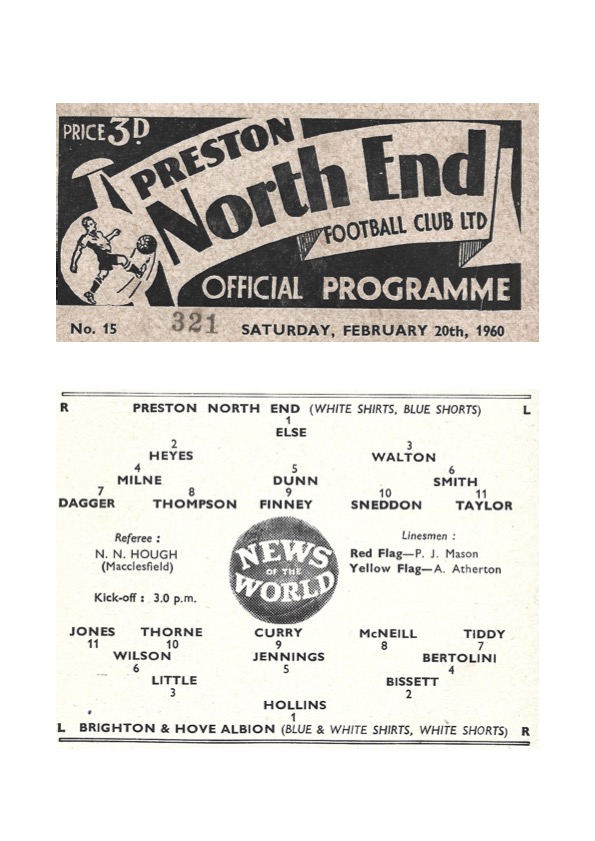 PRICE 3D.
PRESTON
North End
FOOTBALL CLUB LTD
OFFICIAL PROGRAMME
No. 15 321 SATURDAY, FEBRUARY 20th, 1960
R PRESTON NORTH END (WHITE SHIRTS, BLUE SHORTS) L
1
ELSE
2 3
HEYES WALTON
4 5 6
MILNE DUNN SMITH
7 8 9 10 11
DAGGER THOMPSON FINNEY SNEDDON TAYLOR
Referee :
N. N. HOUGH
(Macclesfield)
Kick-off : 3.0 p.m.
NEWS
OF THE
WORLD
Linesmen :
Red Flag—P. J. Mason
Yellow Flag—A. Atherton
JONES THORNE CURRY McNEILL TIDDY
11 10 9 8 7
WILSON JENNINGS BERTOLINI
6 5 4
LITTLE BISSETT
3 2
HOLLINS
1
L BRIGHTON & HOVE ALBION (BLUE & WHITE SHIRTS, WHITE SHORTS) R